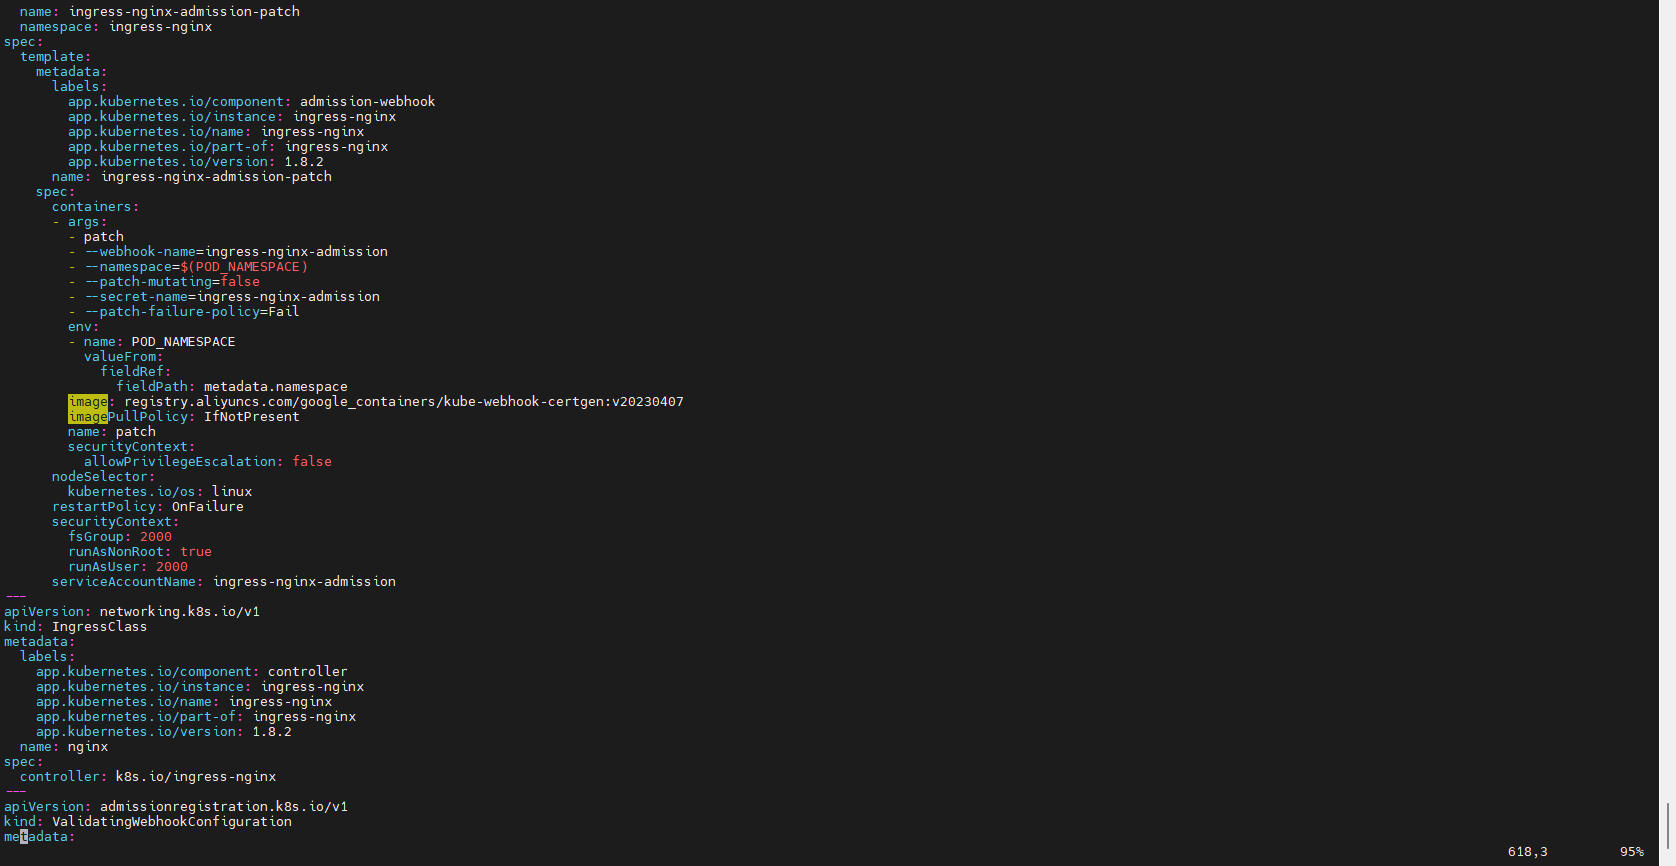 name: ingress-nginx-admission-patch
  namespace: ingress-nginx
spec:
  template:
    metadata:
      labels:
        app.kubernetes.io/component: admission-webhook
        app.kubernetes.io/instance: ingress-nginx
        app.kubernetes.io/name: ingress-nginx
        app.kubernetes.io/part-of: ingress-nginx
        app.kubernetes.io/version: 1.8.2
      name: ingress-nginx-admission-patch
    spec:
      containers:
      - args:
        - patch
        - --webhook-name=ingress-nginx-admission
        - --namespace=$(POD_NAMESPACE)
        - --patch-mutating=false
        - --secret-name=ingress-nginx-admission
        - --patch-failure-policy=Fail
        env:
        - name: POD_NAMESPACE
          valueFrom:
            fieldRef:
              fieldPath: metadata.namespace
        image: registry.aliyuncs.com/google_containers/kube-webhook-certgen:v20230407
        imagePullPolicy: IfNotPresent
        name: patch
        securityContext:
          allowPrivilegeEscalation: false
      nodeSelector:
        kubernetes.io/os: linux
      restartPolicy: OnFailure
      securityContext:
        fsGroup: 2000
        runAsNonRoot: true
        runAsUser: 2000
      serviceAccountName: ingress-nginx-admission
---
apiVersion: networking.k8s.io/v1
kind: IngressClass
metadata:
  labels:
    app.kubernetes.io/component: controller
    app.kubernetes.io/instance: ingress-nginx
    app.kubernetes.io/name: ingress-nginx
    app.kubernetes.io/part-of: ingress-nginx
    app.kubernetes.io/version: 1.8.2
  name: nginx
spec:
  controller: k8s.io/ingress-nginx
---
apiVersion: admissionregistration.k8s.io/v1
kind: ValidatingWebhookConfiguration
metadata:
618,3 95%